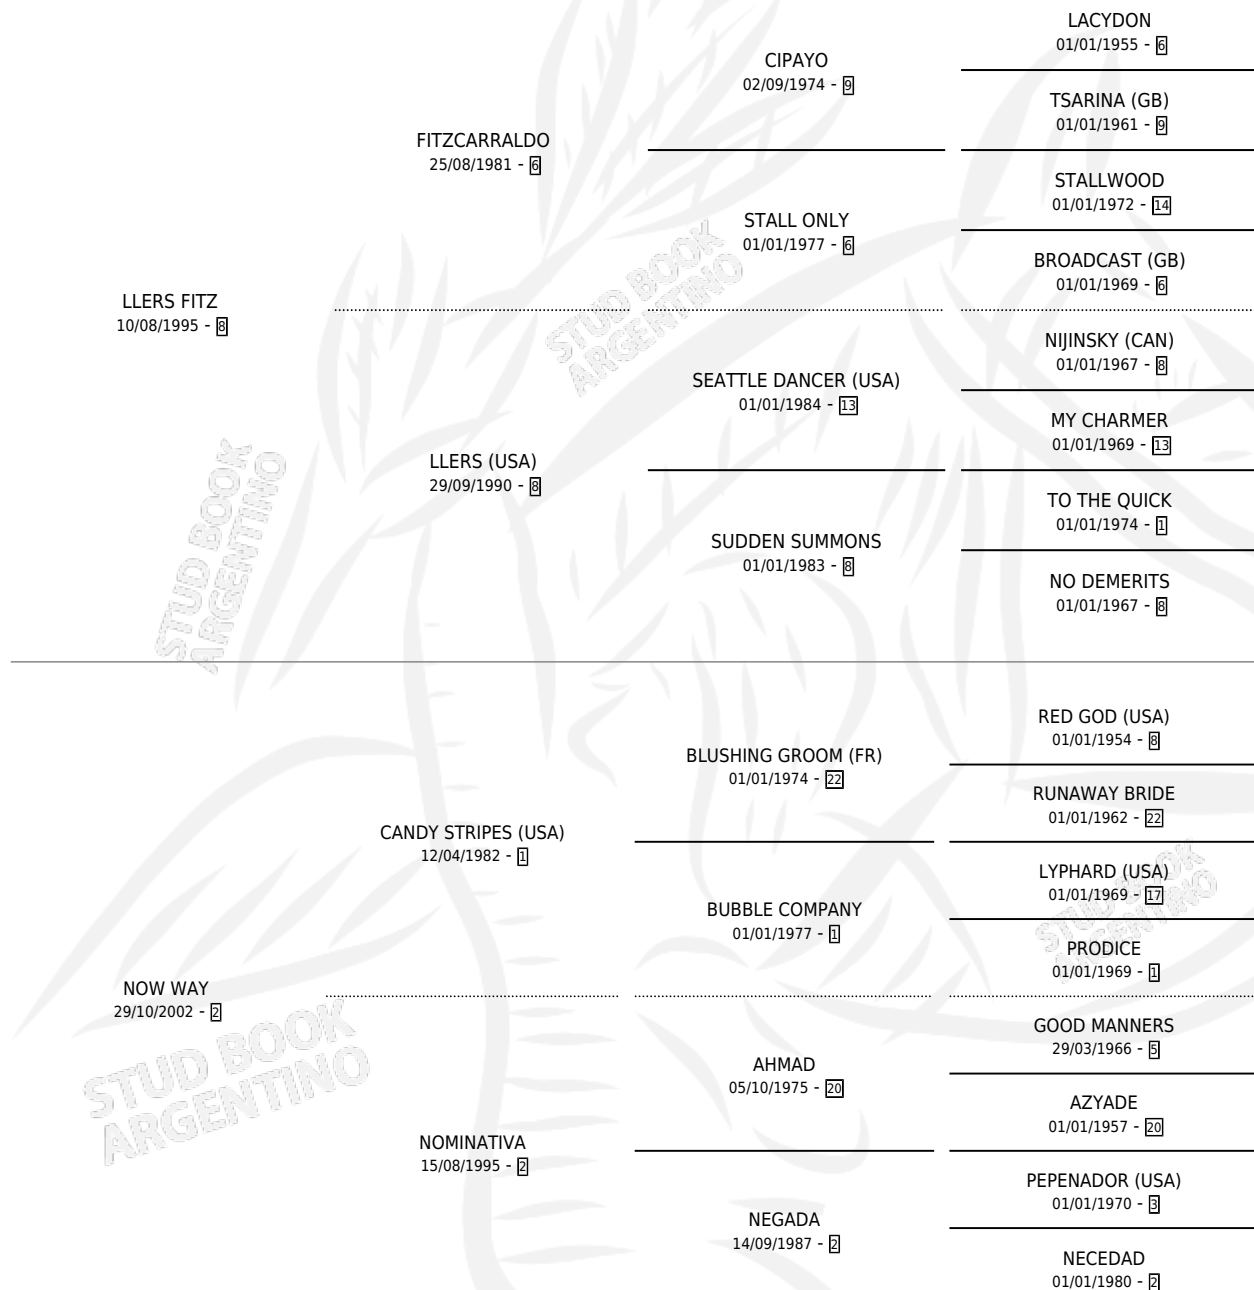 LACYDON
01/01/1955 - 6
CIPAYO
02/09/1974 - 9
TSARINA (GB)
01/01/1961 - 9
FITZCARRALDO
25/08/1981 - 6
STALLWOOD
01/01/1972 - 14
STALL ONLY
01/01/1977 - 6
BROADCAST (GB)
01/01/1969 - 6
LLERS FITZ
10/08/1995 - 8
NIJINSKY (CAN)
01/01/1967 - 8
SEATTLE DANCER (USA)
01/01/1984 - 13
MY CHARMER
01/01/1969 - 13
LLERS (USA)
29/09/1990 - 8
TO THE QUICK
01/01/1974 - 1
SUDDEN SUMMONS
01/01/1983 - 8
NO DEMERITS
01/01/1967 - 8
STUD BOOK
ARGENTINO
STUD BOOK
ARGENTINO
RED GOD (USA)
01/01/1954 - 8
BLUSHING GROOM (FR)
01/01/1974 - 22
RUNAWAY BRIDE
01/01/1962 - 22
CANDY STRIPES (USA)
12/04/1982 - 1
LYPHARD (USA)
01/01/1969 - 17
BUBBLE COMPANY
01/01/1977 - 1
PRODICE
01/01/1969 - 1
NOW WAY
29/10/2002 - 2
GOOD MANNERS
29/03/1966 - 5
AHMAD
05/10/1975 - 20
AZYADE
01/01/1957 - 20
NOMINATIVA
15/08/1995 - 2
PEPENADOR (USA)
01/01/1970 - 3
NEGADA
14/09/1987 - 2
NECEDAD
01/01/1980 - 2
STUD BOOK
ARGENTINO
STUD BOOK
ARGENTINO